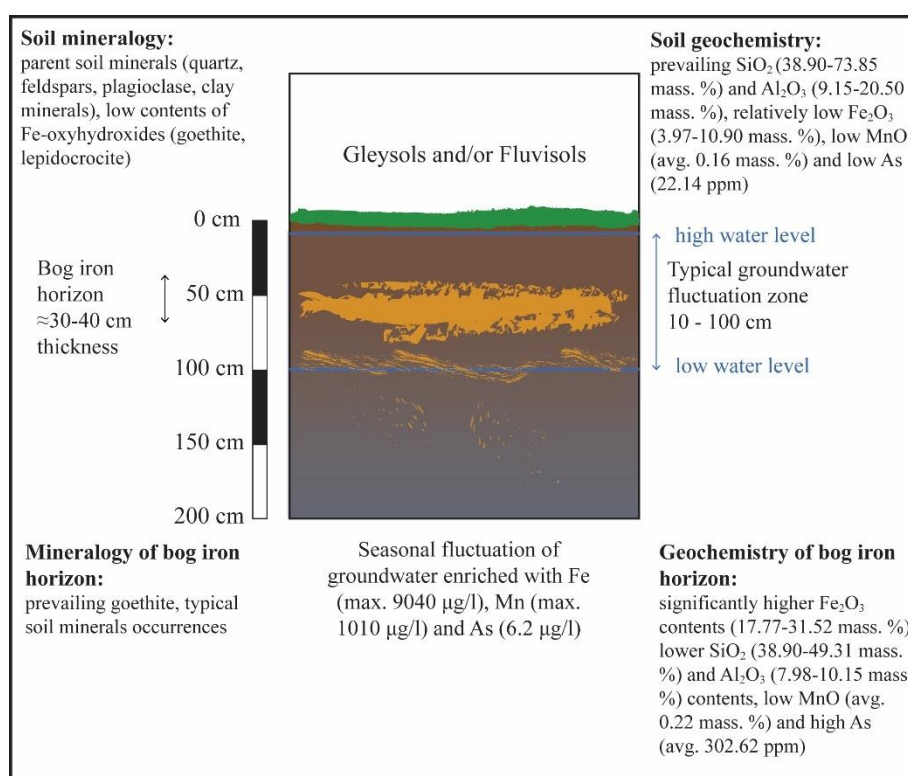 Soil mineralogy:
parent soil minerals (quartz,
feldspars, plagioclase, clay
minerals), low contents of
Fe-oxyhydroxides (goethite,
lepidocrocite)
Soil geochemistry:
prevailing SiO₂ (38.90-73.85
mass. %) and Al₂O₃ (9.15-20.50
mass. %), relatively low Fe₂O₃
(3.97-10.90 mass. %), low MnO
(avg. 0.16 mass. %) and low As
(22.14 ppm)
Gleysols and/or Fluvisols
0 cm
50 cm
100 cm
150 cm
200 cm
Bog iron
horizon
≈30-40 cm
thickness
high water level
Typical groundwater
fluctuation zone
10 - 100 cm
low water level
Mineralogy of bog iron
horizon:
prevailing goethite, typical
soil minerals occurrences
Seasonal fluctuation of
groundwater enriched with Fe
(max. 9040 μg/l), Mn (max.
1010 μg/l) and As (6.2 μg/l)
Geochemistry of bog iron
horizon:
significantly higher Fe₂O₃
contents (17.77-31.52 mass. %)
lower SiO₂ (38.90-49.31 mass.
%) and Al₂O₃ (7.98-10.15 mass
%) contents, low MnO (avg.
0.22 mass. %) and high As
(avg. 302.62 ppm)